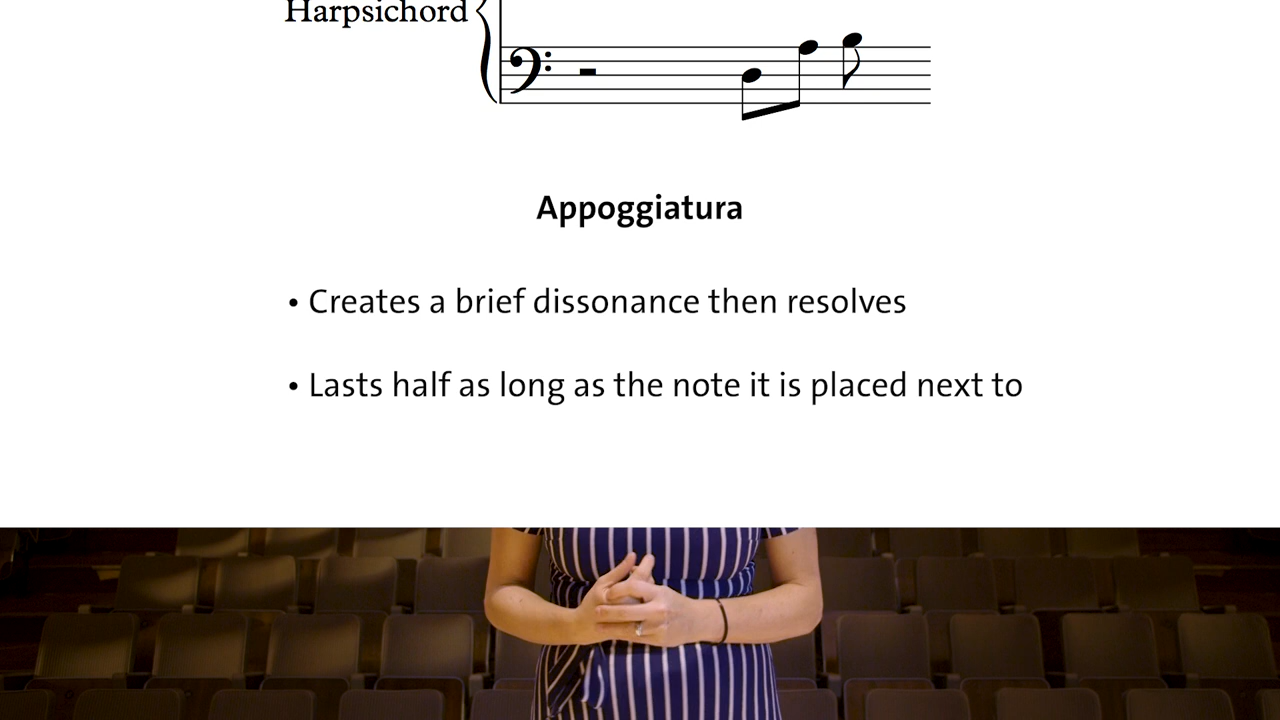 Harpsichord
Appoggiatura
• Creates a brief dissonance then resolves
• Lasts half as long as the note it is placed next to